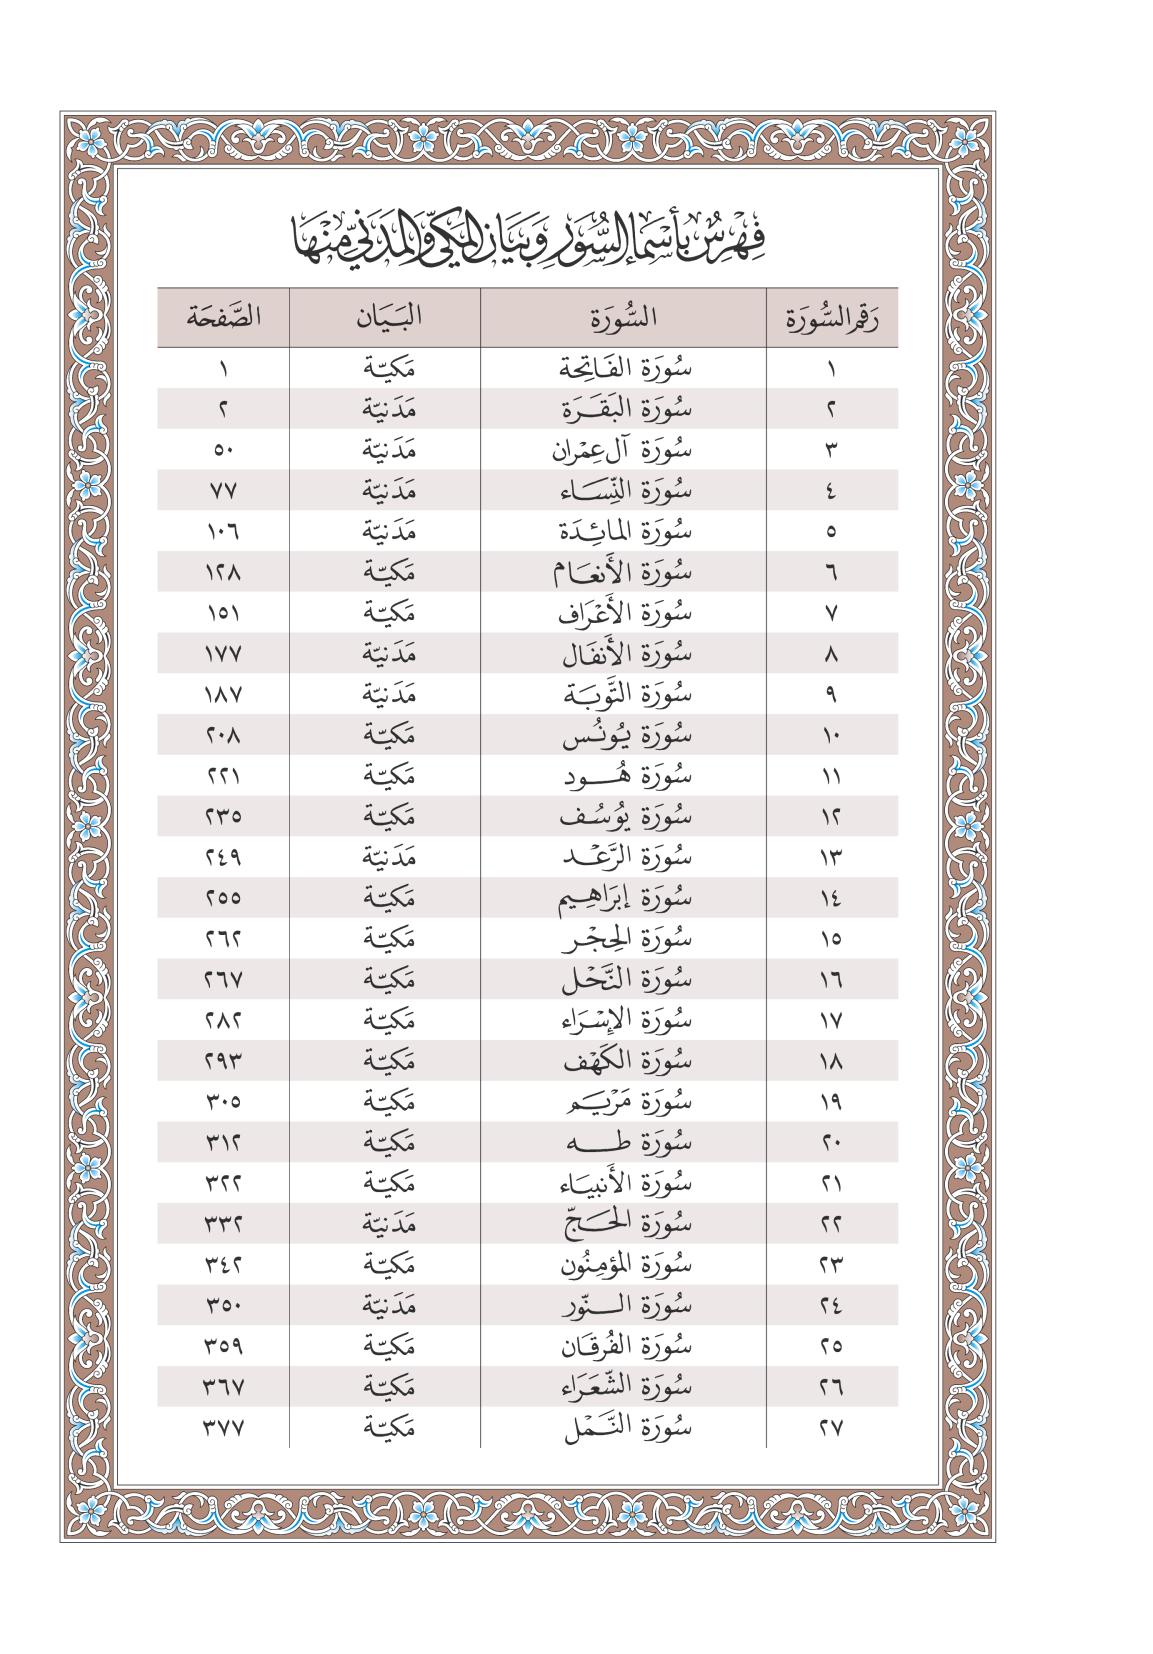 فِهْرِسٌ بِأَسْمَاءِ السُّوَرِ وَبَيَانِ المَكِّيِّ وَالمَدَنِيِّ مِنْهَا
رَقم السُّورَة السُّورَة البَيَان الصَّفحَة
١ سُورَة الفَاتِحة مَكيّة ١
٢ سُورَة البَقَرَة مَدَنيّة ٢
٣ سُورَة آل عِمْران مَدَنيّة ٥٠
٤ سُورَة النِّسَاء مَدَنيّة ٧٧
٥ سُورَة المائِدَة مَدَنيّة ١٠٦
٦ سُورَة الأَنعَام مَكيّة ١٢٨
٧ سُورَة الأَعْرَاف مَكيّة ١٥١
٨ سُورَة الأَنفَال مَدَنيّة ١٧٧
٩ سُورَة التَّوبَة مَدَنيّة ١٨٧
١٠ سُورَة يُونُس مَكيّة ٢٠٨
١١ سُورَة هُود مَكيّة ٢٢١
١٢ سُورَة يُوسُف مَكيّة ٢٣٥
١٣ سُورَة الرَّعْد مَدَنيّة ٢٤٩
١٤ سُورَة إبرَاهِيم مَكيّة ٢٥٥
١٥ سُورَة الحِجْر مَكيّة ٢٦٢
١٦ سُورَة النَّحْل مَكيّة ٢٦٧
١٧ سُورَة الإِسْرَاء مَكيّة ٢٨٢
١٨ سُورَة الكَهْف مَكيّة ٢٩٣
١٩ سُورَة مَرْيَم مَكيّة ٣٠٥
٢٠ سُورَة طه مَكيّة ٣١٢
٢١ سُورَة الأَنبيَاء مَكيّة ٣٢٢
٢٢ سُورَة الحَجّ مَدَنيّة ٣٣٢
٢٣ سُورَة المُؤمِنُون مَكيّة ٣٤٢
٢٤ سُورَة النّور مَدَنيّة ٣٥٠
٢٥ سُورَة الفُرقَان مَكيّة ٣٥٩
٢٦ سُورَة الشّعَرَاء مَكيّة ٣٦٧
٢٧ سُورَة النَّمْل مَكيّة ٣٧٧